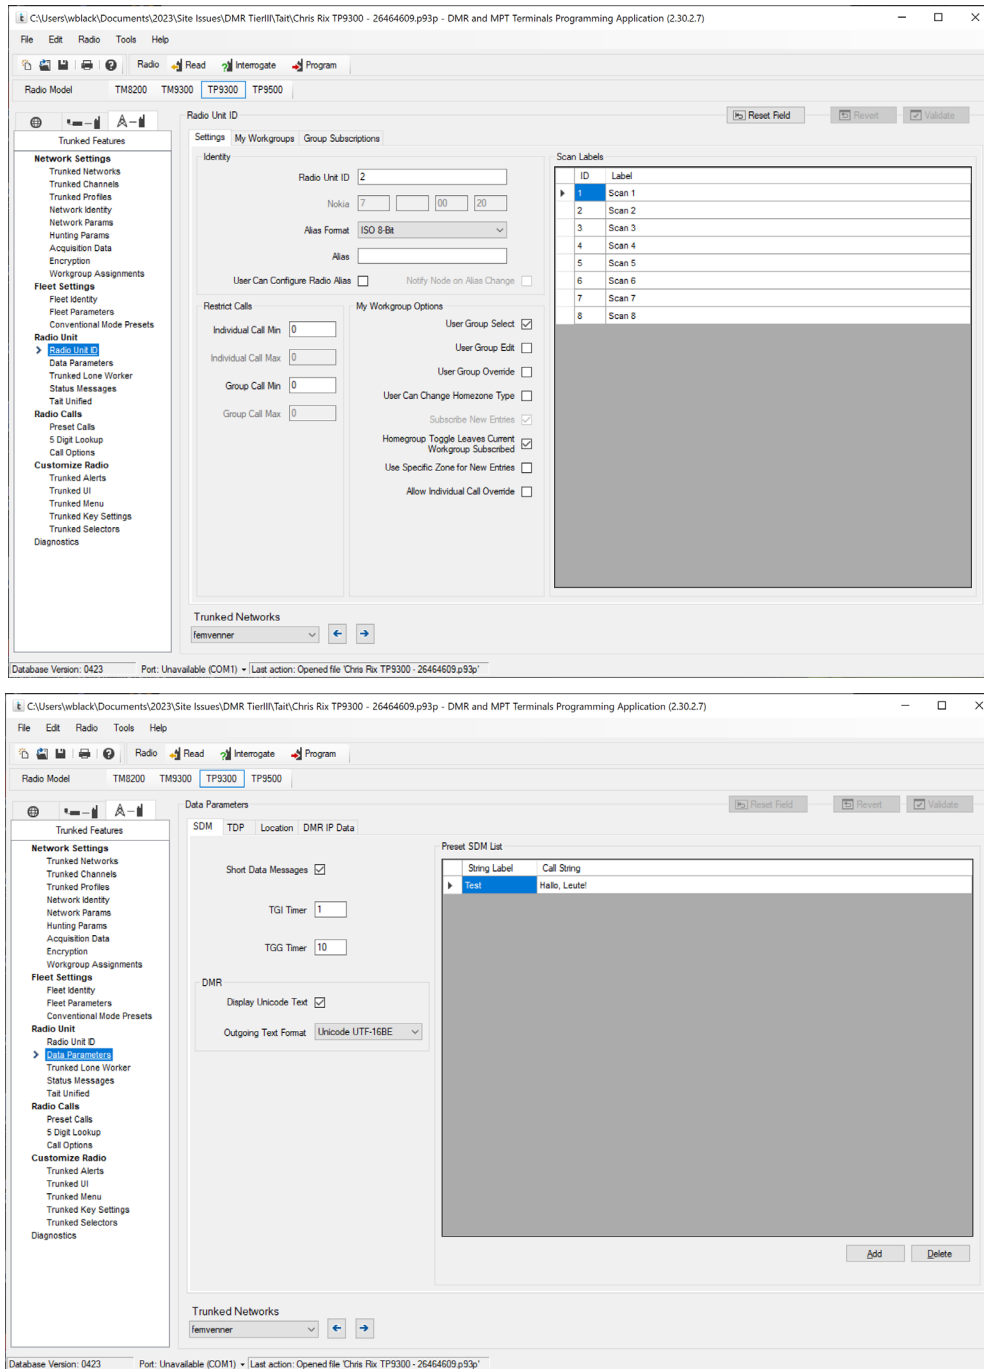 C:\Users\wblack\Documents\2023\Site Issues\DMR TierIII\Tait\Chris Rix TP9300 - 26464609.p93p - DMR and MPT Terminals Programming Application (2.30.2.7)
File Edit Radio Tools Help
Radio Read Interrogate Program
Radio Model TM8200 TM9300 TP9300 TP9500
Trunked Features
Network Settings
Trunked Networks
Trunked Channels
Trunked Profiles
Network Identity
Network Params
Hunting Params
Acquisition Data
Encryption
Workgroup Assignments
Fleet Settings
Fleet Identity
Fleet Parameters
Conventional Mode Presets
Radio Unit
Radio Unit ID
Data Parameters
Trunked Lone Worker
Status Messages
Tait Unified
Radio Calls
Preset Calls
5 Digit Lookup
Call Options
Customize Radio
Trunked Alerts
Trunked UI
Trunked Menu
Trunked Key Settings
Trunked Selectors
Diagnostics
Radio Unit ID
Reset Field Revert Validate
Settings My Workgroups Group Subscriptions
Identity
Radio Unit ID 2
Nokia 7 00 20
Alias Format ISO 8-Bit
Alias
User Can Configure Radio Alias Notify Node on Alias Change
Restrict Calls
Individual Call Min 0
Individual Call Max 0
Group Call Min 0
Group Call Max 0
My Workgroup Options
User Group Select
User Group Edit
User Group Override
User Can Change Homezone Type
Subscribe New Entries
Homegroup Toggle Leaves Current
Workgroup Subscribed
Use Specific Zone for New Entries
Allow Individual Call Override
Scan Labels
ID Label
1 Scan 1
2 Scan 2
3 Scan 3
4 Scan 4
5 Scan 5
6 Scan 6
7 Scan 7
8 Scan 8
Trunked Networks
femvenner
Database Version: 0423 Port: Unavailable (COM1) Last action: Opened file 'Chris Rix TP9300 - 26464609.p93p'
C:\Users\wblack\Documents\2023\Site Issues\DMR TierIII\Tait\Chris Rix TP9300 - 26464609.p93p - DMR and MPT Terminals Programming Application (2.30.2.7)
File Edit Radio Tools Help
Radio Read Interrogate Program
Radio Model TM8200 TM9300 TP9300 TP9500
Trunked Features
Network Settings
Trunked Networks
Trunked Channels
Trunked Profiles
Network Identity
Network Params
Hunting Params
Acquisition Data
Encryption
Workgroup Assignments
Fleet Settings
Fleet Identity
Fleet Parameters
Conventional Mode Presets
Radio Unit
Radio Unit ID
Data Parameters
Trunked Lone Worker
Status Messages
Tait Unified
Radio Calls
Preset Calls
5 Digit Lookup
Call Options
Customize Radio
Trunked Alerts
Trunked UI
Trunked Menu
Trunked Key Settings
Trunked Selectors
Diagnostics
Data Parameters
Reset Field Revert Validate
SDM TDP Location DMR IP Data
Short Data Messages
TGI Timer 1
TGG Timer 10
DMR
Display Unicode Text
Outgoing Text Format Unicode UTF-16BE
Preset SDM List
String Label Call String
Test Hallo, Leute!
Add Delete
Trunked Networks
femvenner
Database Version: 0423 Port: Unavailable (COM1) Last action: Opened file 'Chris Rix TP9300 - 26464609.p93p'